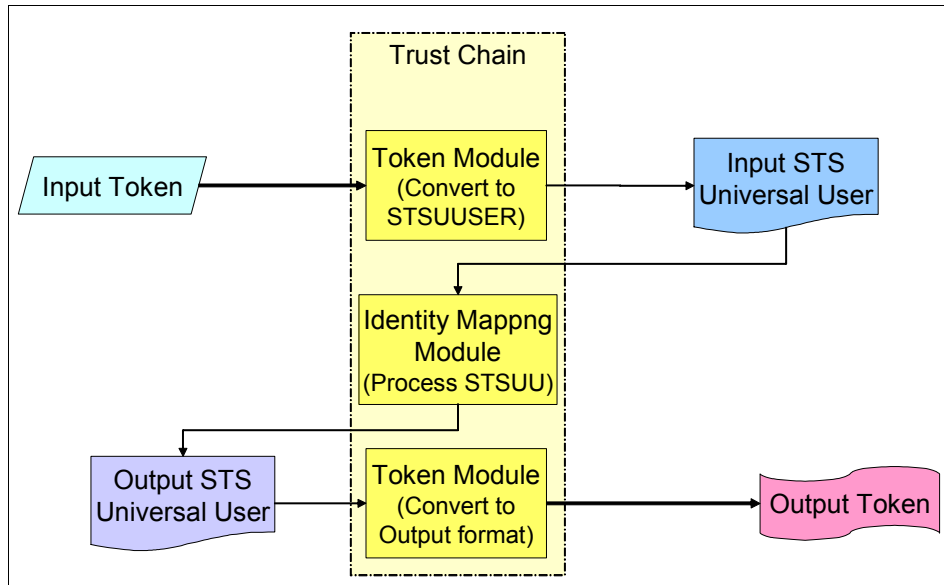 Trust Chain
Input Token
Token Module
(Convert to
STSUUSER)
Input STS
Universal User
Identity Mappng
Module
(Process STSUU)
Output STS
Universal User
Token Module
(Convert to
Output format)
Output Token